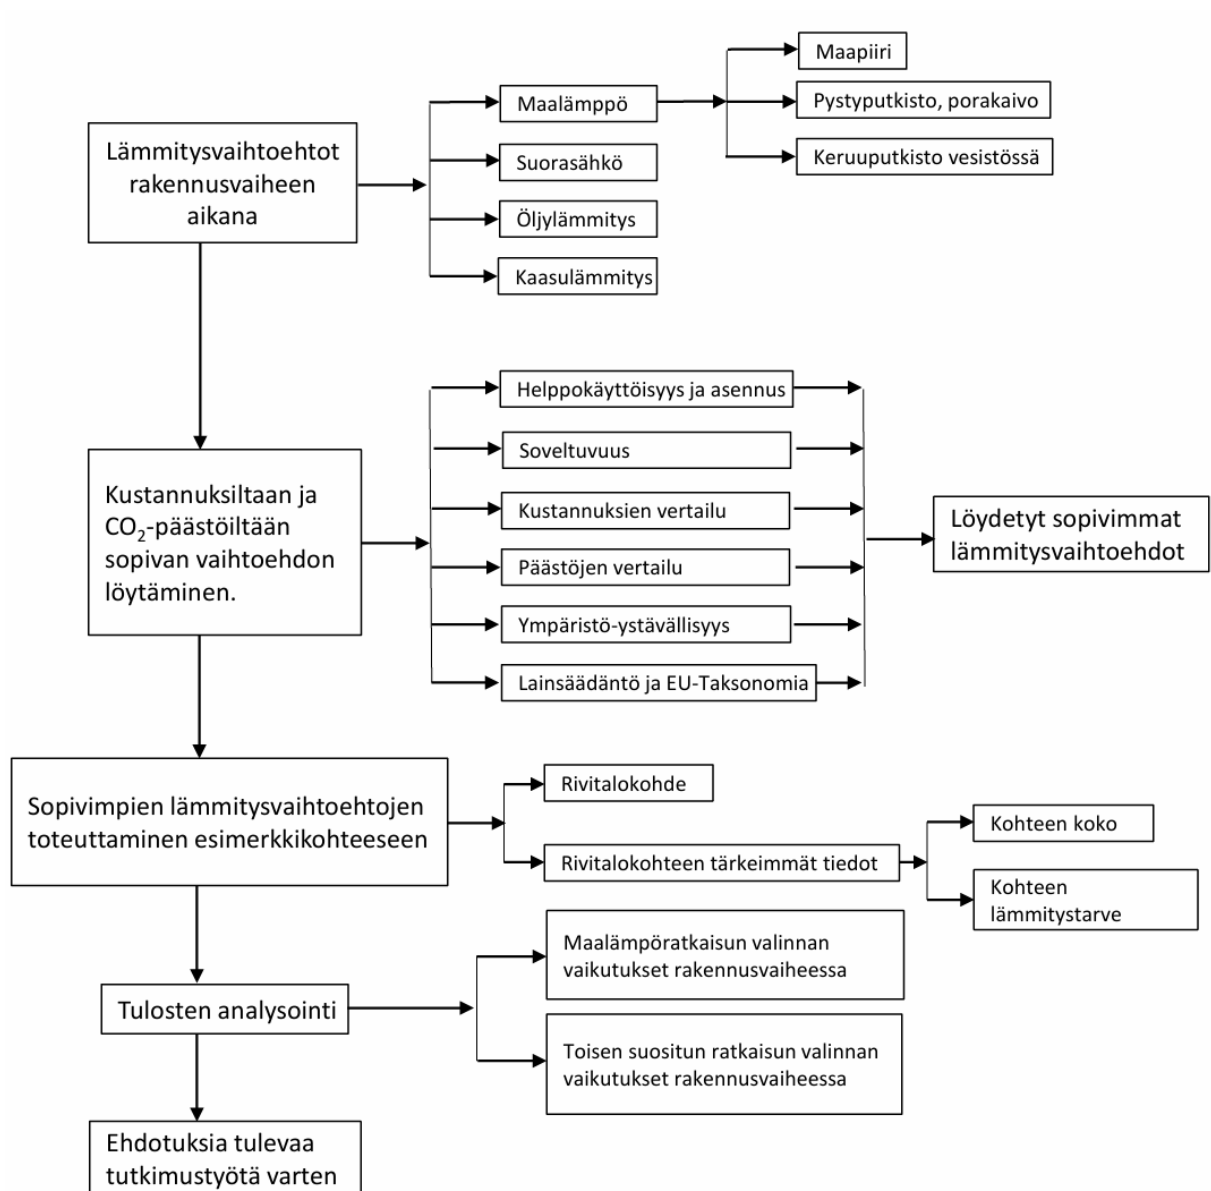 Lämmitysvaihtoehtot
rakennusvaiheen
aikana
Maalämppö
Suorasähkö
Öljylämmitys
Kaasulämmitys
Maapiiri
Pystyputkisto, porakaivo
Keruuputkisto vesistössä
Kustannuksiltaan ja
CO₂-päästöiltään
sopivan vaihtoehdon
löytäminen.
Helppokäyttöisyys ja asennus
Soveltuvuus
Kustannuksien vertailu
Päästöjen vertailu
Ympäristö-ystävällisyys
Lainsäädäntö ja EU-Taksonomia
Löydetyt sopivimmat
lämmitysvaihtoehdot
Sopivimpien lämmitysvaihtoehtojen
toteuttaminen esimerkkikohteeseen
Rivitalokohde
Rivitalokohteen tärkeimmät tiedot
Kohteen koko
Kohteen
lämmitystarve
Tulosten analysointi
Maalämpöratkaisun valinnan
vaikutukset rakennusvaiheessa
Toisen suositun ratkaisun valinnan
vaikutukset rakennusvaiheessa
Ehdotuksia tulevaa
tutkimustyötä varten